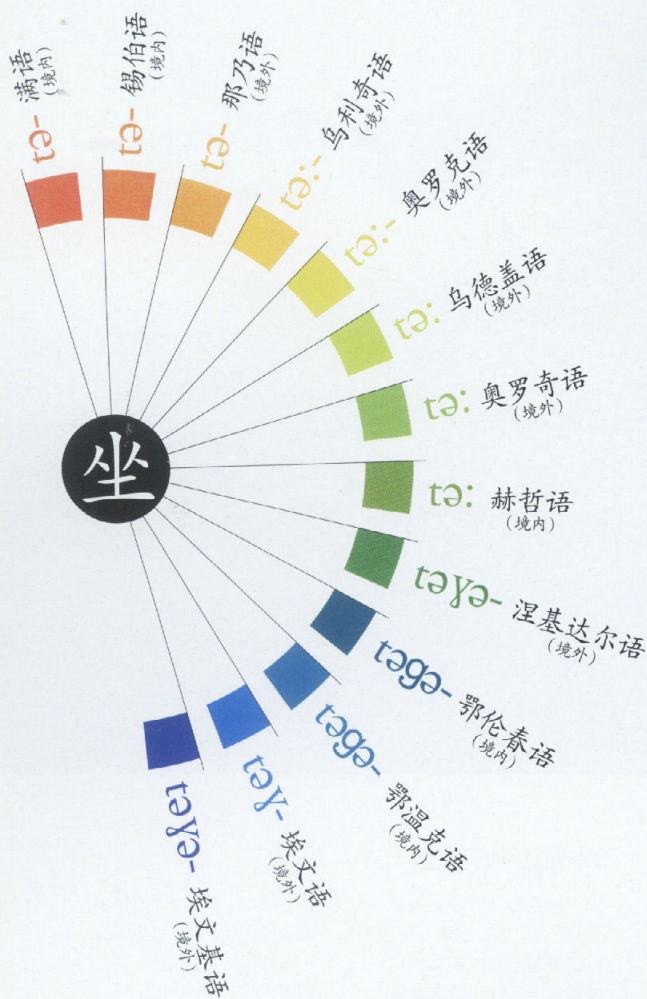 tə- 满语
(境内)
tə- 锡伯语
(境内)
tə- 那乃语
(境外)
təː- 乌利奇语
(境外)
təː- 奥罗克语
(境外)
təː 乌德盖语
(境外)
təː 奥罗奇语
(境外)
təː 赫哲语
(境内)
təɣə- 涅基达尔语
(境外)
təgə- 鄂伦春语
(境内)
təgə- 鄂温克语
(境内)
təɣ- 埃文语
(境外)
təɣə- 埃文基语
(境外)
坐